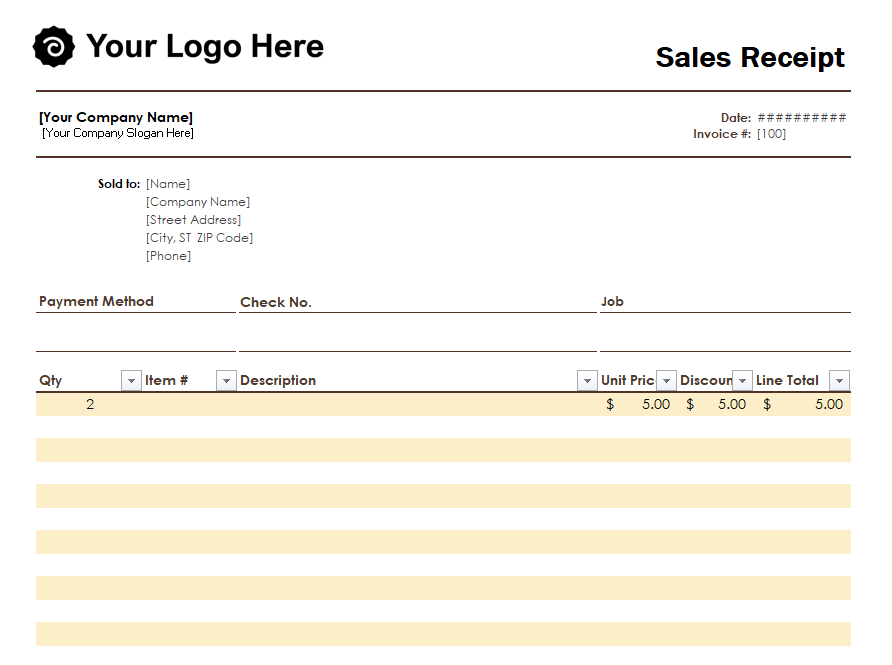 Your Logo Here
Sales Receipt
[Your Company Name]
[Your Company Slogan Here]
Date: ##########
Invoice #: [100]
Sold to: [Name]
[Company Name]
[Street Address]
[City, ST  ZIP Code]
[Phone]
Payment Method Check No. Job
Qty Item # Description Unit Pric Discoun Line Total
2 $ 5.00 $ 5.00 $ 5.00